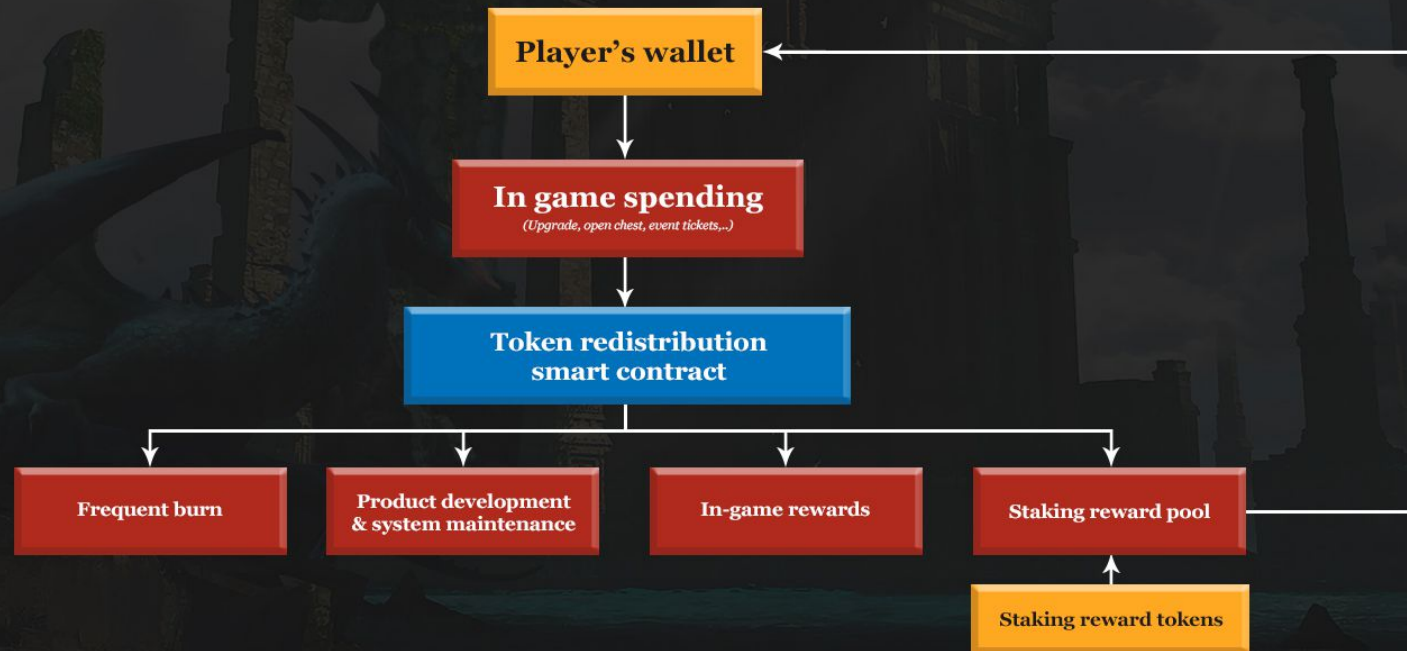 Player’s wallet
In game spending
(Upgrade, open chest, event tickets,..)
Token redistribution
smart contract
Frequent burn
Product development
& system maintenance
In-game rewards
Staking reward pool
Staking reward tokens